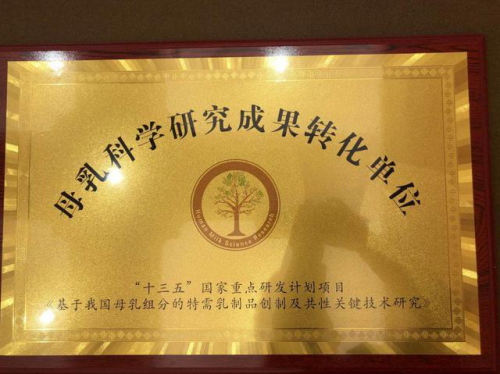 母乳科学研究成果转化单位
Human Milk Science Research
“十三五”国家重点研发计划项目
《基于我国母乳组分的特需乳制品创制及共性关键技术研究》